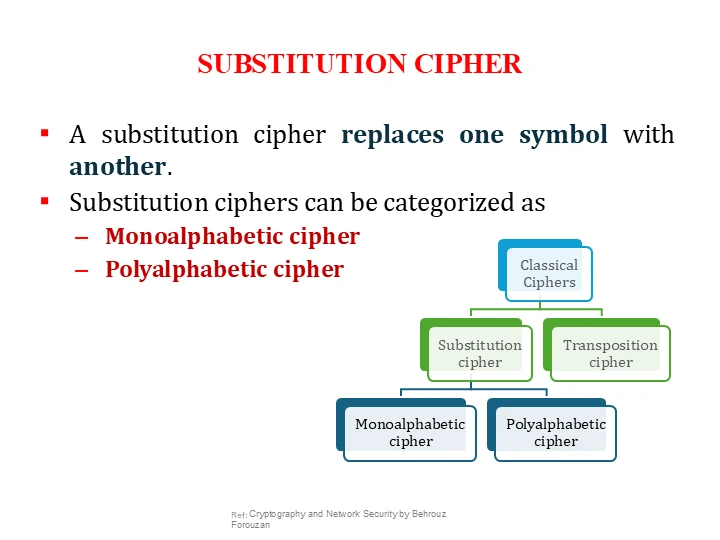 SUBSTITUTION CIPHER
▪ A substitution cipher replaces one symbol with
another.
▪ Substitution ciphers can be categorized as
– Monoalphabetic cipher
– Polyalphabetic cipher
Classical
Ciphers
Substitution
cipher
Transposition
cipher
Monoalphabetic
cipher
Polyalphabetic
cipher
Ref: Cryptography and Network Security by Behrouz
Forouzan